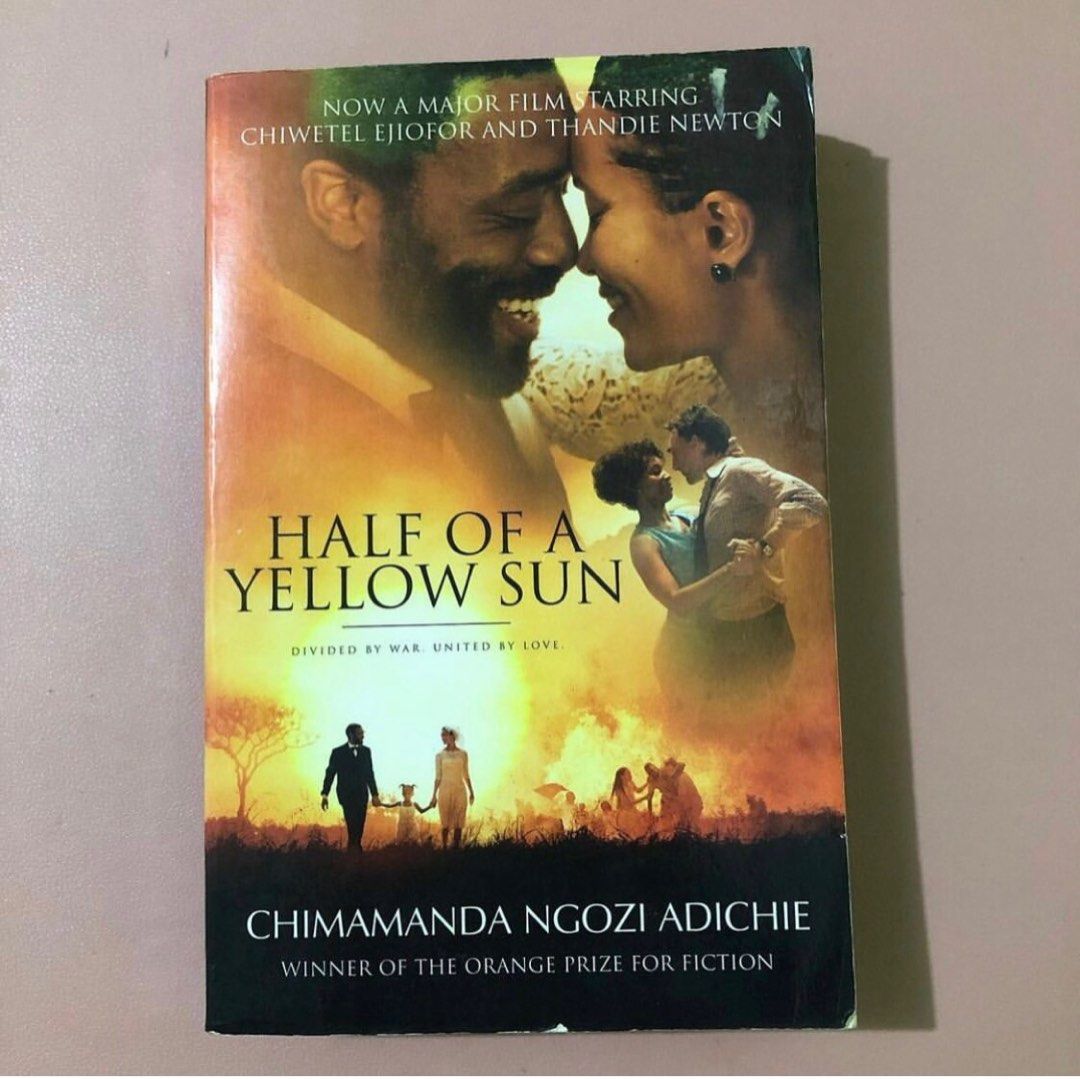 NOW A MAJOR FILM STARRING
CHIWETEL EJIOFOR AND THANDIE NEWTON
HALF OF A
YELLOW SUN
DIVIDED BY WAR. UNITED BY LOVE.
CHIMAMANDA NGOZI ADICHIE
WINNER OF THE ORANGE PRIZE FOR FICTION